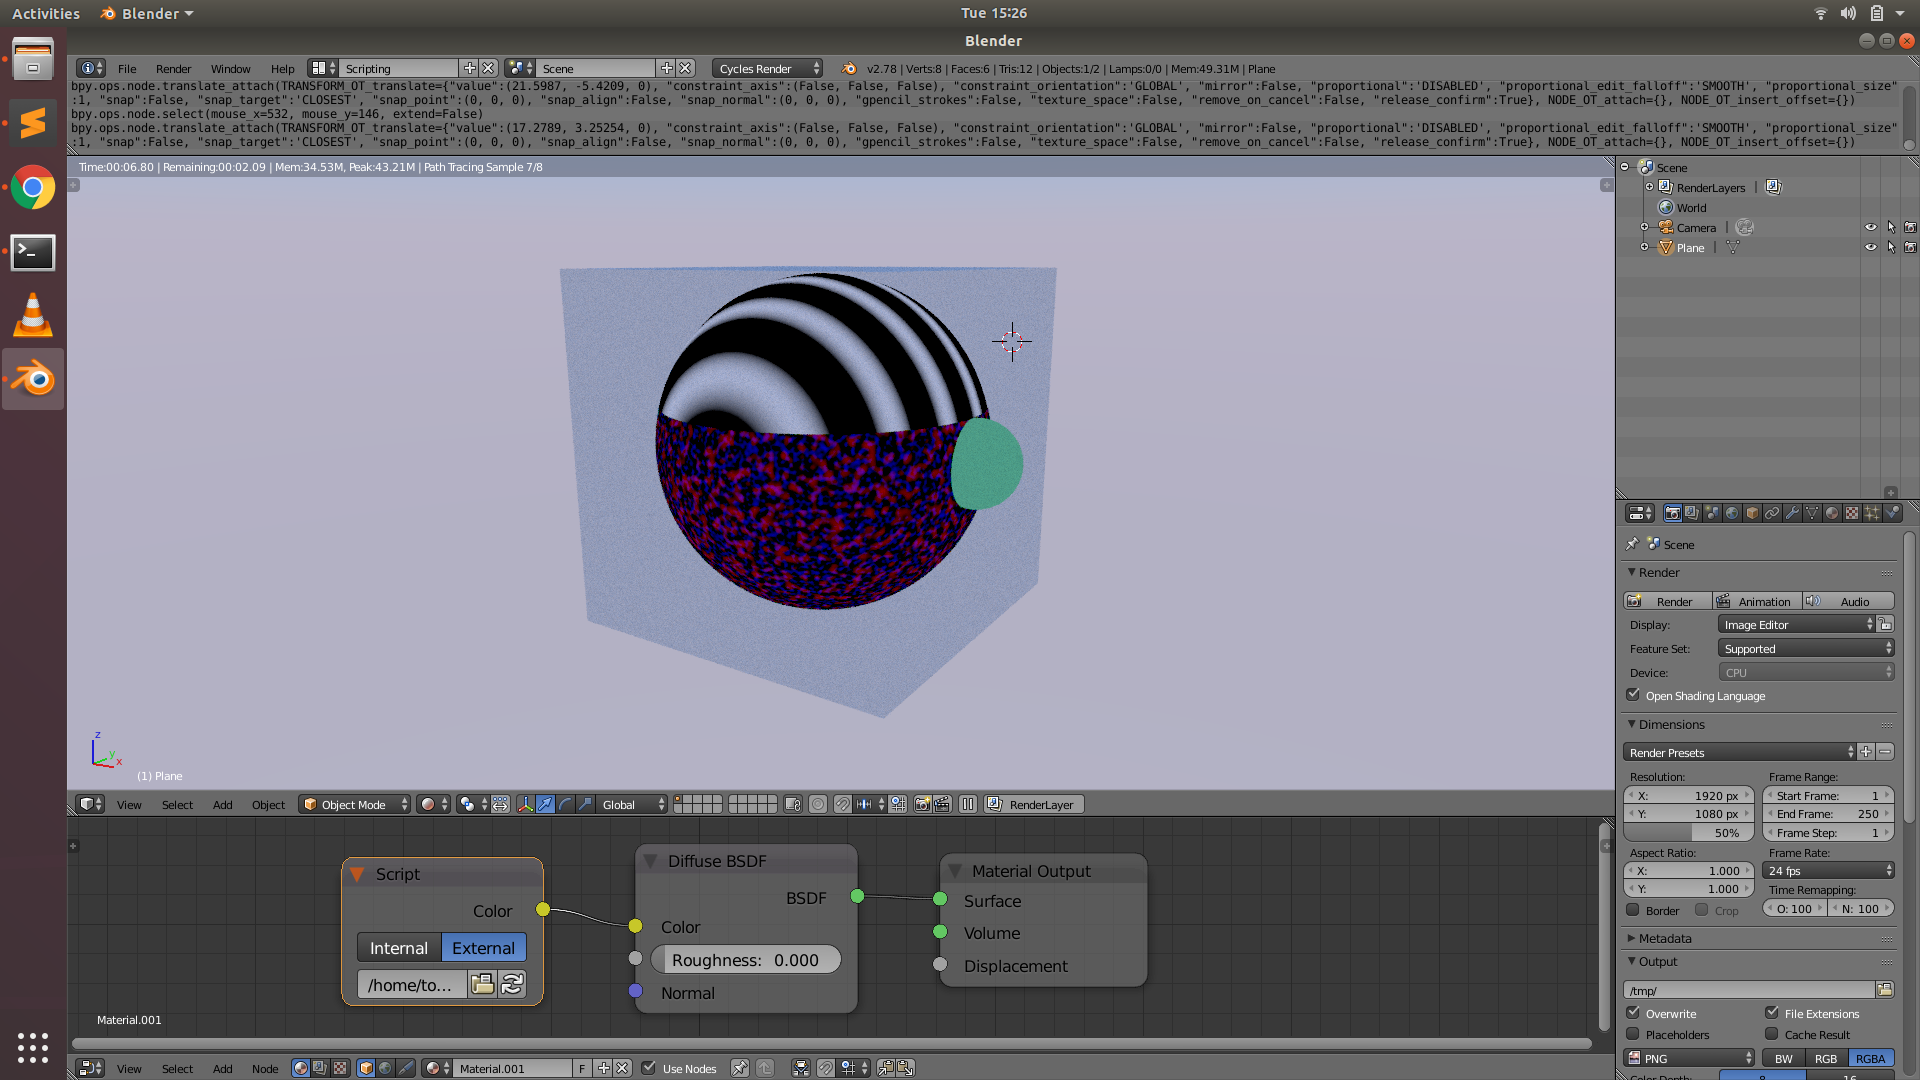 Activities Blender Tue 15:26
Blender
File Render Window Help Scripting Scene Cycles Render v2.78 | Verts:8 | Faces:6 | Tris:12 | Objects:1/2 | Lamps:0/0 | Mem:49.31M | Plane
bpy.ops.node.translate_attach(TRANSFORM_OT_translate={"value":(21.5987, -5.4209, 0), "constraint_axis":(False, False, False), "constraint_orientation":'GLOBAL', "mirror":False, "proportional":'DISABLED', "proportional_edit_falloff":'SMOOTH', "proportional_size"
:1, "snap":False, "snap_target":'CLOSEST', "snap_point":(0, 0, 0), "snap_align":False, "snap_normal":(0, 0, 0), "gpencil_strokes":False, "texture_space":False, "remove_on_cancel":False, "release_confirm":True}, NODE_OT_attach={}, NODE_OT_insert_offset={})
bpy.ops.node.select(mouse_x=532, mouse_y=146, extend=False)
bpy.ops.node.translate_attach(TRANSFORM_OT_translate={"value":(17.2789, 3.25254, 0), "constraint_axis":(False, False, False), "constraint_orientation":'GLOBAL', "mirror":False, "proportional":'DISABLED', "proportional_edit_falloff":'SMOOTH', "proportional_size"
:1, "snap":False, "snap_target":'CLOSEST', "snap_point":(0, 0, 0), "snap_align":False, "snap_normal":(0, 0, 0), "gpencil_strokes":False, "texture_space":False, "remove_on_cancel":False, "release_confirm":True}, NODE_OT_attach={}, NODE_OT_insert_offset={})
Time:00:06.80 | Remaining:00:02.09 | Mem:34.53M, Peak:43.21M | Path Tracing Sample 7/8
z
y
x
(1) Plane
View Select Add Object Object Mode Global RenderLayer
Script
Color
Internal External
/home/to...
Diffuse BSDF
BSDF
Color
Roughness: 0.000
Normal
Material Output
Surface
Volume
Displacement
Material.001
View Select Add Node Material.001 F Use Nodes
Scene
RenderLayers
World
Camera
Plane
Scene
Render
Render Animation Audio
Display: Image Editor
Feature Set: Supported
Device: CPU
Open Shading Language
Dimensions
Render Presets
Resolution: Frame Range:
X: 1920 px Start Frame: 1
Y: 1080 px End Frame: 250
50% Frame Step: 1
Aspect Ratio: Frame Rate:
X: 1.000 24 fps
Y: 1.000 Time Remapping:
Border Crop O: 100 N: 100
Metadata
Output
/tmp/
Overwrite File Extensions
Placeholders Cache Result
PNG BW RGB RGBA
Color Depth: 8 16